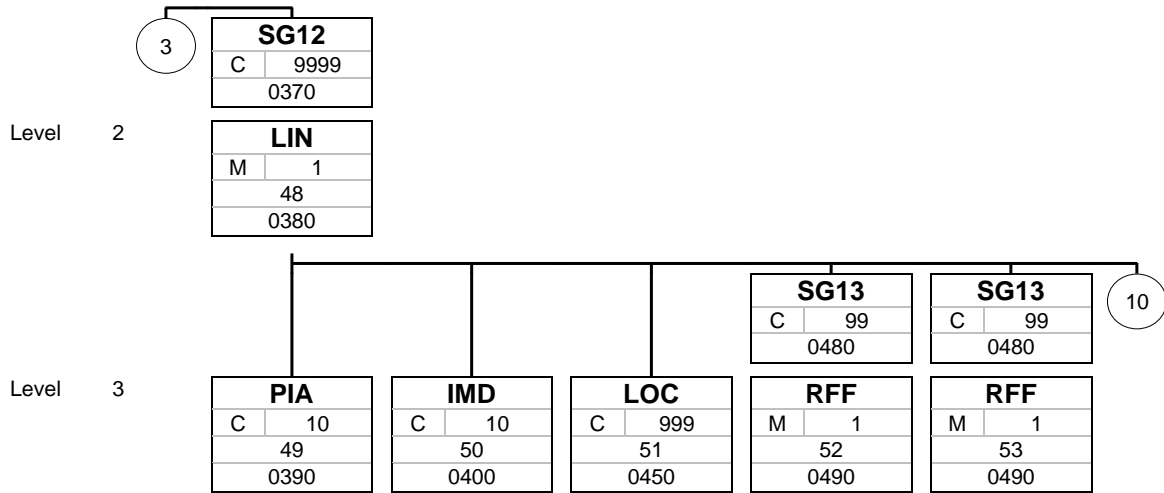 3
SG12
C 9999
0370
Level 2
LIN
M 1
48
0380
SG13
C 99
0480
SG13
C 99
0480
10
Level 3
PIA
C 10
49
0390
IMD
C 10
50
0400
LOC
C 999
51
0450
RFF
M 1
52
0490
RFF
M 1
53
0490